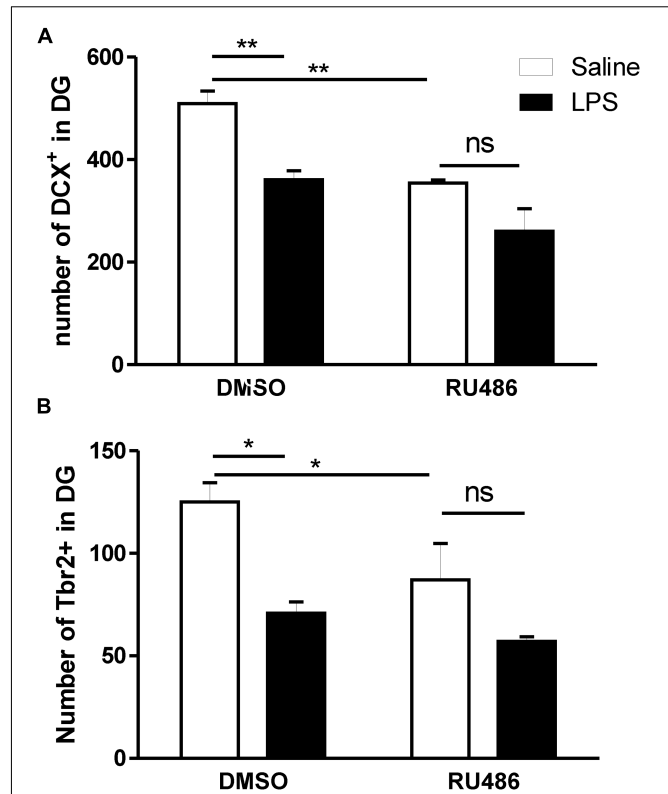 A
number of DCX+ in DG
600
400
200
0
**
**
ns
Saline
LPS
DMSO
RU486
B
Number of Tbr2+ in DG
150
100
50
0
*
*
ns
DMSO
RU486